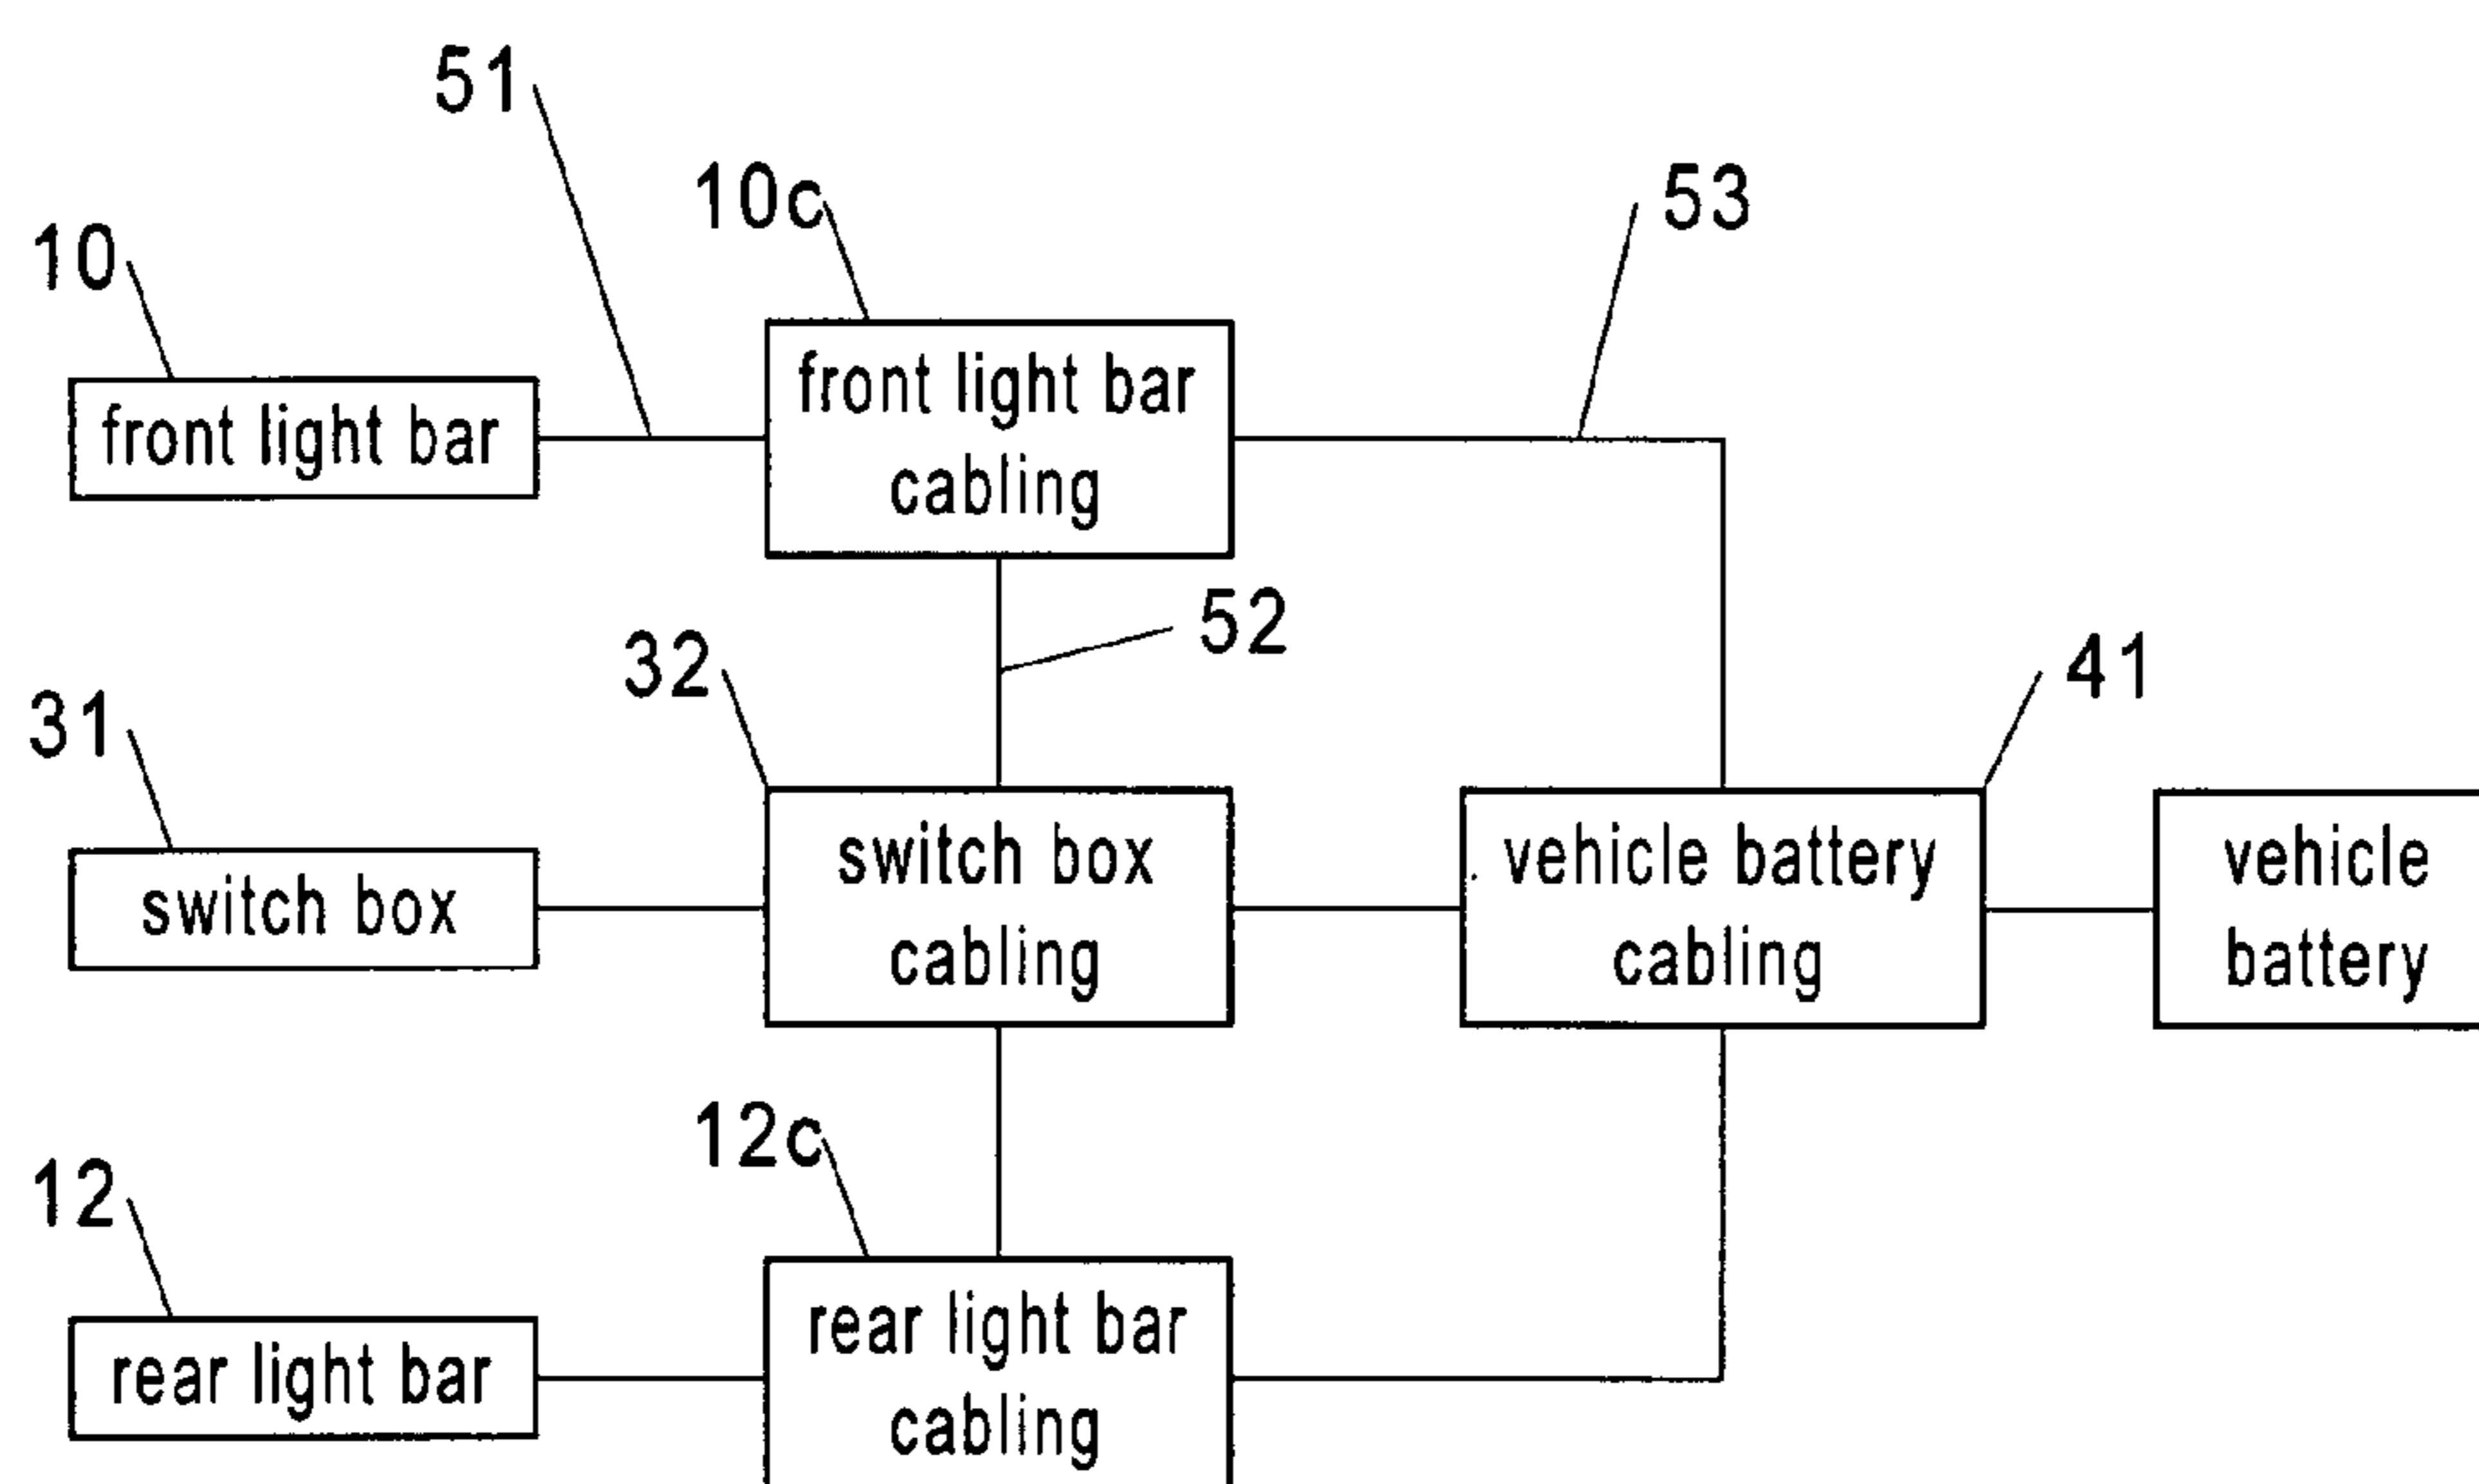 51
10c
53
10
front light bar
front light bar
cabling
52
32
41
31
switch box
switch box
cabling
vehicle battery
cabling
vehicle
battery
12c
12
rear light bar
rear light bar
cabling